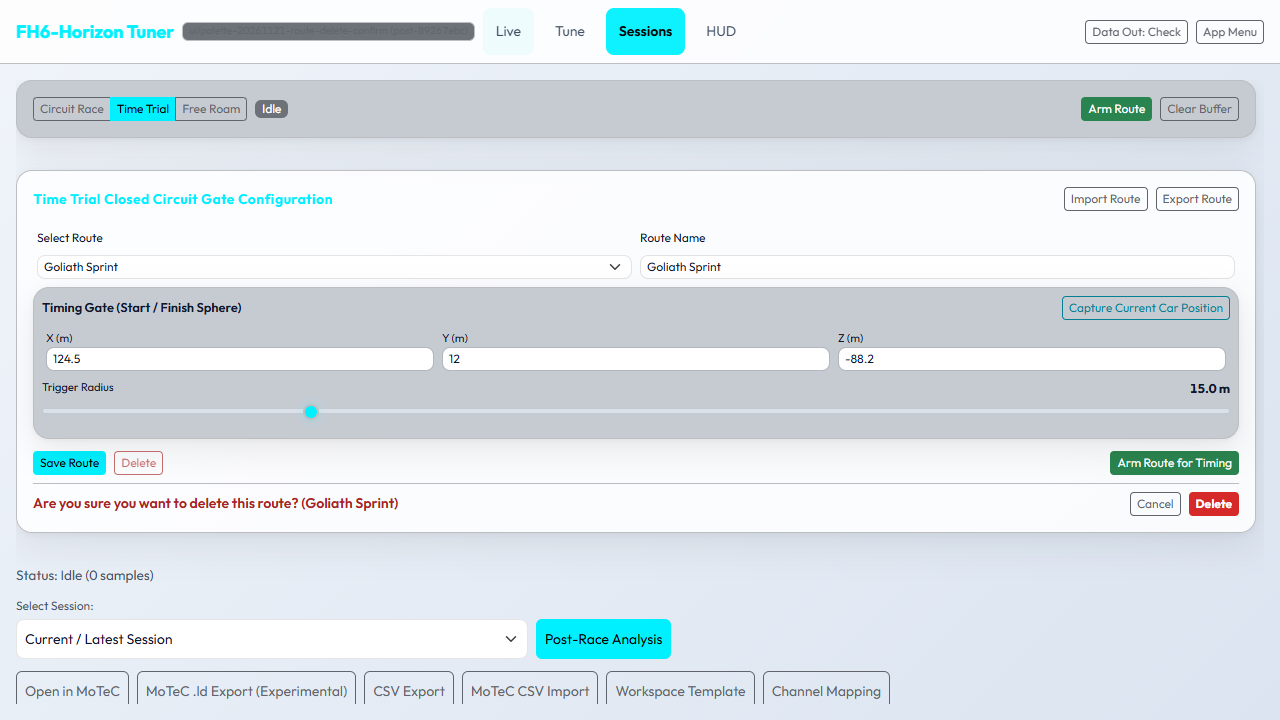 FH6-Horizon Tuner
Live
Tune
Sessions
HUD
Data Out: Check
App Menu
Circuit Race
Time Trial
Free Roam
Idle
Arm Route
Clear Buffer
Time Trial Closed Circuit Gate Configuration
Import Route
Export Route
Select Route
Route Name
Goliath Sprint
Goliath Sprint
Timing Gate (Start / Finish Sphere)
Capture Current Car Position
X (m)
Y (m)
Z (m)
124.5
12
-88.2
Trigger Radius
15.0 m
Save Route
Delete
Arm Route for Timing
Are you sure you want to delete this route? (Goliath Sprint)
Cancel
Delete
Status: Idle (0 samples)
Select Session:
Current / Latest Session
Post-Race Analysis
Open in MoTeC
MoTeC .ld Export (Experimental)
CSV Export
MoTeC CSV Import
Workspace Template
Channel Mapping